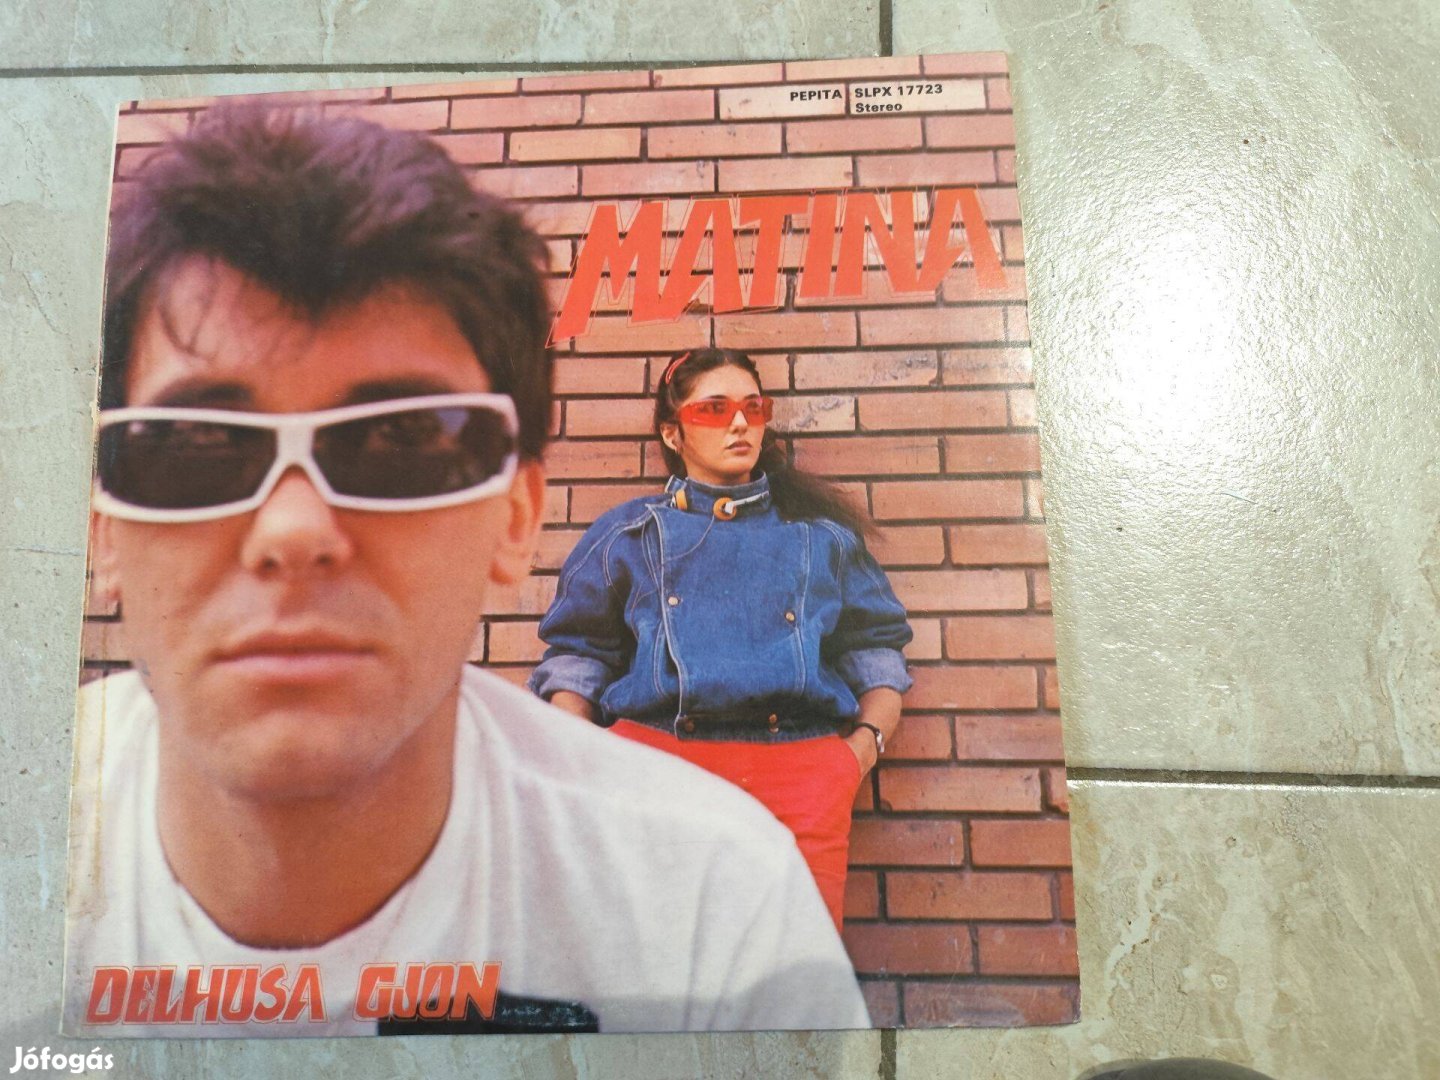 PEPITA SLPX 17723
Stereo
MATINA
DELHUSA GJON
Jófogás